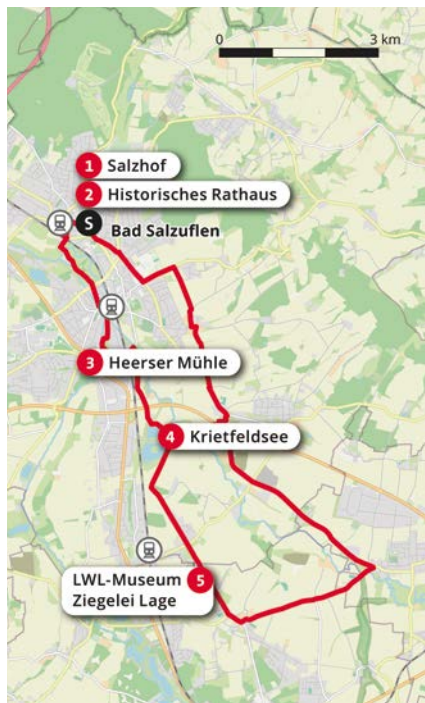 0 3 km
1 Salzhof
2 Historisches Rathaus
S Bad Salzuflen
3 Heerser Mühle
4 Krietfeldsee
LWL-Museum 5
Ziegelei Lage